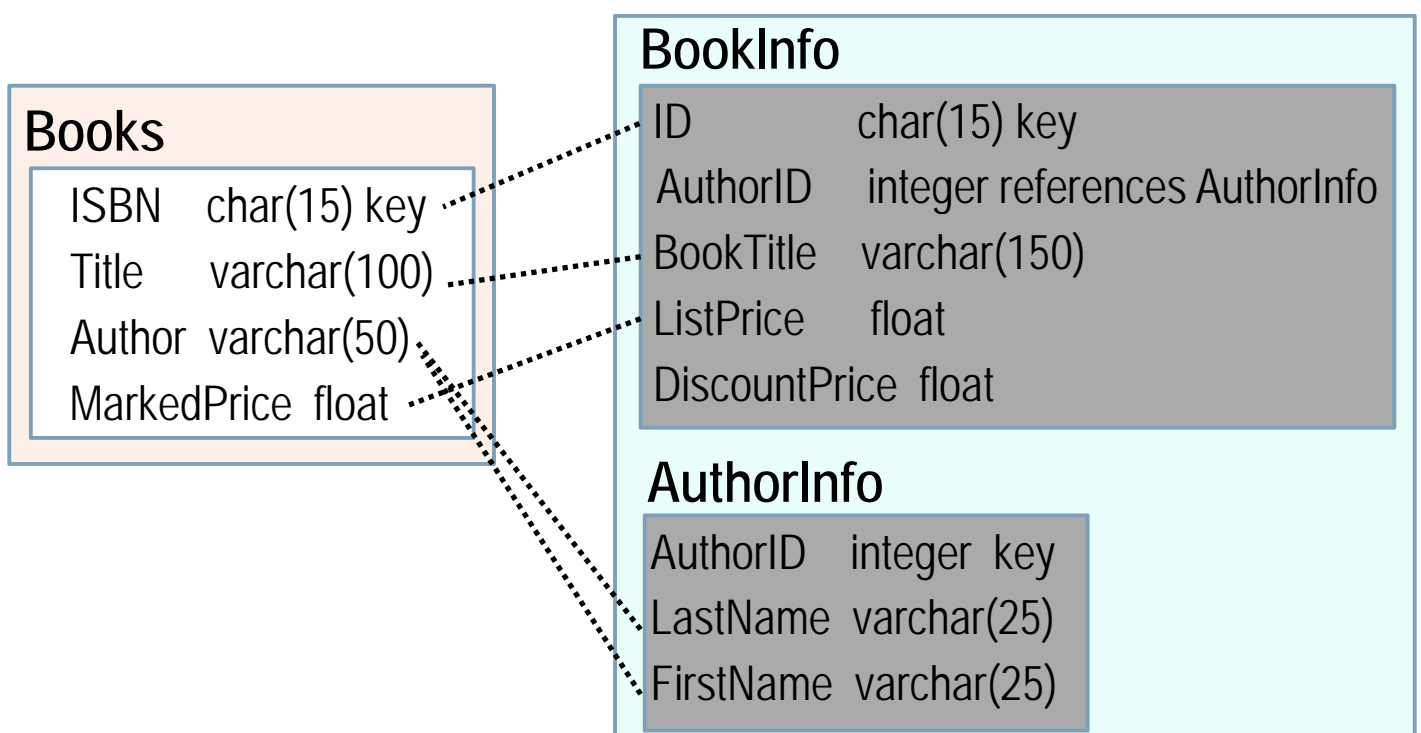 Books
ISBN char(15) key
Title varchar(100)
Author varchar(50)
MarkedPrice float
BookInfo
ID char(15) key
AuthorID integer references AuthorInfo
BookTitle varchar(150)
ListPrice float
DiscountPrice float
AuthorInfo
AuthorID integer key
LastName varchar(25)
FirstName varchar(25)